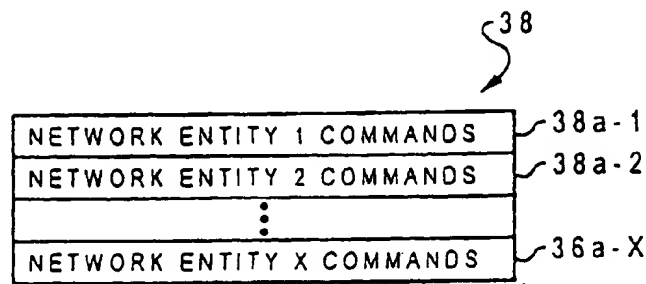 38
NETWORK ENTITY 1 COMMANDS 38a-1
NETWORK ENTITY 2 COMMANDS 38a-2
NETWORK ENTITY X COMMANDS 36a-X